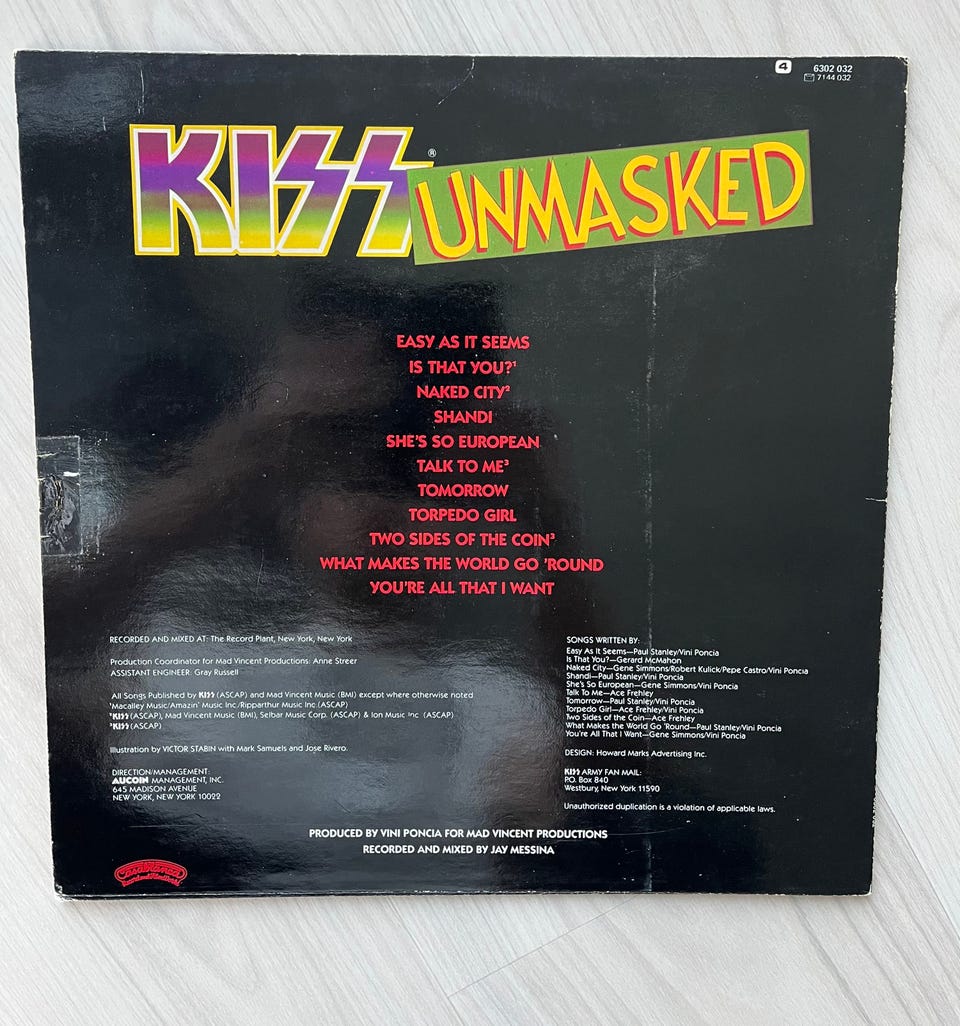 4 6302 032
7144 032
KISS® UNMASKED
EASY AS IT SEEMS
IS THAT YOU?¹
NAKED CITY²
SHANDI
SHE'S SO EUROPEAN
TALK TO ME³
TOMORROW
TORPEDO GIRL
TWO SIDES OF THE COIN³
WHAT MAKES THE WORLD GO 'ROUND
YOU'RE ALL THAT I WANT
RECORDED AND MIXED AT: The Record Plant, New York, New York
Production Coordinator for Mad Vincent Productions: Anne Streer
ASSISTANT ENGINEER: Gray Russell
All Songs Published by KISS (ASCAP) and Mad Vincent Music (BMI) except where otherwise noted
¹Macalley Music/Amazin' Music Inc./Ripparthur Music Inc. (ASCAP)
²KISS (ASCAP), Mad Vincent Music (BMI), Selbar Music Corp. (ASCAP) & Ion Music Inc. (ASCAP)
³KISS (ASCAP)
Illustration by VICTOR STABIN with Mark Samuels and Jose Rivero.
DIRECTION/MANAGEMENT:
AUCOIN MANAGEMENT, INC.
645 MADISON AVENUE
NEW YORK, NEW YORK 10022
SONGS WRITTEN BY:
Easy As It Seems—Paul Stanley/Vini Poncia
Is That You?—Gerard McMahon
Naked City—Gene Simmons/Robert Kulick/Pepe Castro/Vini Poncia
Shandi—Paul Stanley/Vini Poncia
She's So European—Gene Simmons/Vini Poncia
Talk To Me—Ace Frehley
Tomorrow—Paul Stanley/Vini Poncia
Torpedo Girl—Ace Frehley/Vini Poncia
Two Sides of the Coin—Ace Frehley
What Makes the World Go 'Round—Paul Stanley/Vini Poncia
You're All That I Want—Gene Simmons/Vini Poncia
DESIGN: Howard Marks Advertising Inc.
KISS ARMY FAN MAIL:
P.O. Box 840
Westbury, New York 11590
Unauthorized duplication is a violation of applicable laws.
PRODUCED BY VINI PONCIA FOR MAD VINCENT PRODUCTIONS
RECORDED AND MIXED BY JAY MESSINA
Casablanca
Record and FilmWorks